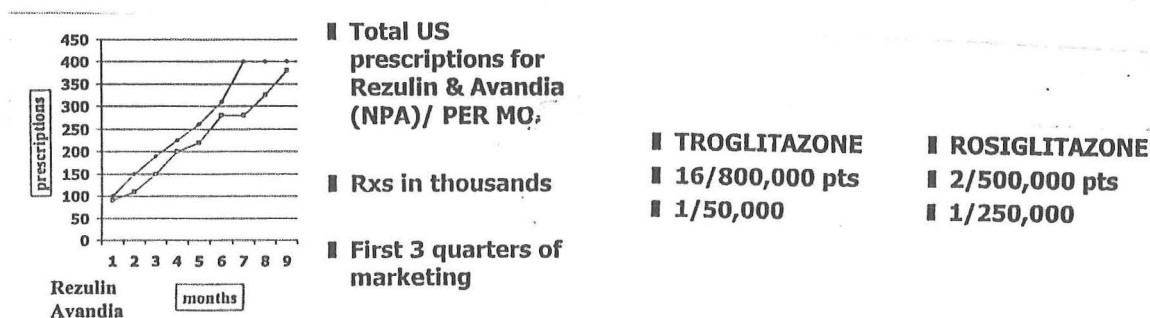 450
400
350
300
250
200
150
100
50
0
prescriptions
1 2 3 4 5 6 7 8 9
Rezulin
Avandia
months
Total US
prescriptions for
Rezulin & Avandia
(NPA)/ PER MO.
Rxs in thousands
First 3 quarters of
marketing
TROGLITAZONE
16/800,000 pts
1/50,000
ROSIGLITAZONE
2/500,000 pts
1/250,000